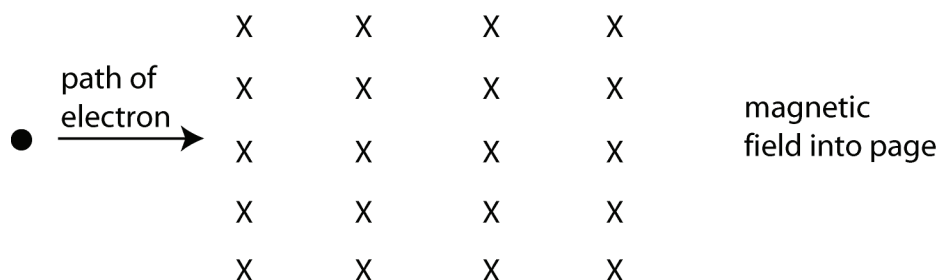 X X X X
path of
electron
X X X X
magnetic
field into page
X X X X
X X X X
X X X X